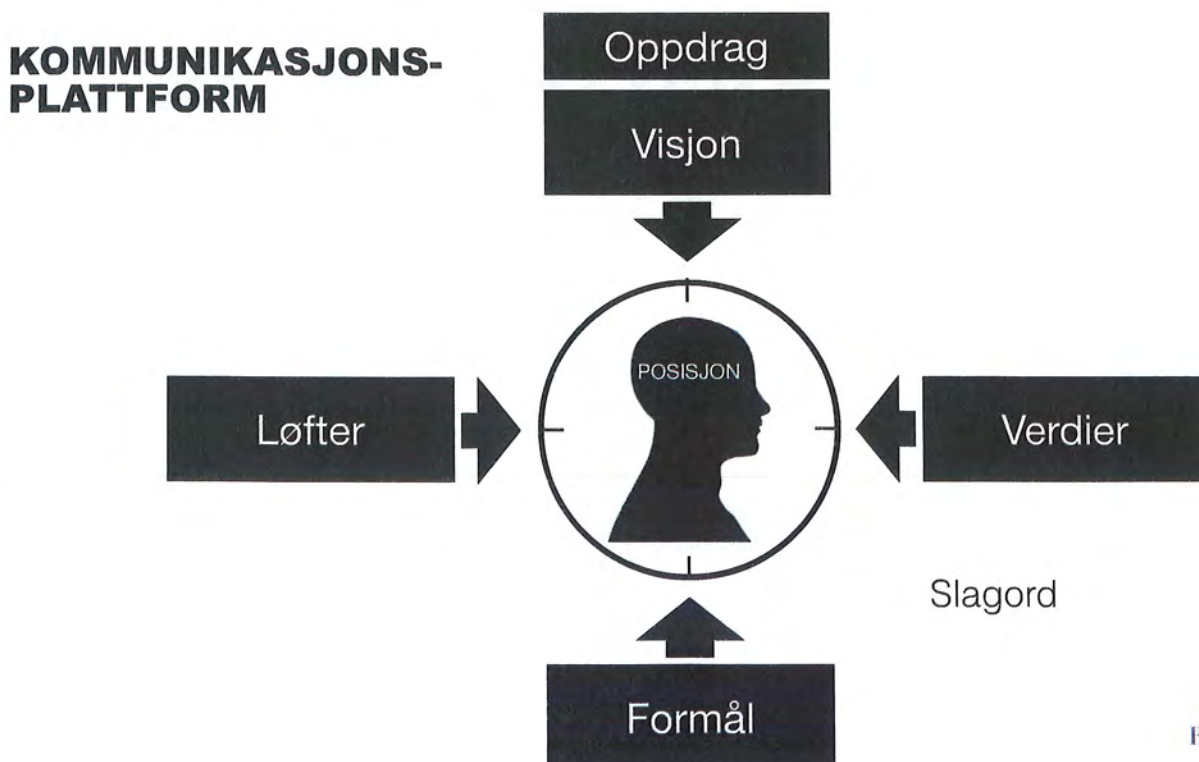 KOMMUNIKASJONS-
PLATTFORM
Oppdrag
Visjon
POSISJON
Løfter
Verdier
Slagord
Formål